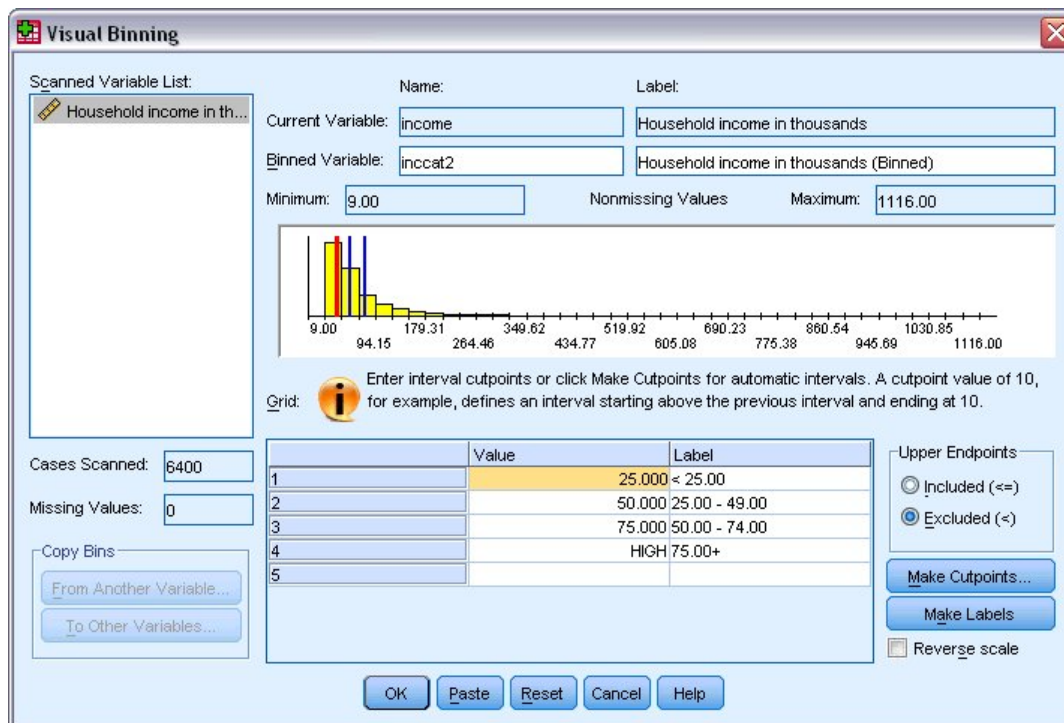 Visual Binning
Scanned Variable List:
Household income in th...
Name:
Label:
Current Variable:
income
Household income in thousands
Binned Variable:
inccat2
Household income in thousands (Binned)
Minimum:
9.00
Nonmissing Values
Maximum:
1116.00
9.00 179.31 349.62 519.92 690.23 860.54 1030.85
94.15 264.46 434.77 605.08 775.38 945.69 1116.00
Grid:
Enter interval cutpoints or click Make Cutpoints for automatic intervals. A cutpoint value of 10,
for example, defines an interval starting above the previous interval and ending at 10.
Cases Scanned:
6400
Missing Values:
0
Copy Bins
From Another Variable...
To Other Variables...
Value Label
1 25.000 < 25.00
2 50.000 25.00 - 49.00
3 75.000 50.00 - 74.00
4 HIGH 75.00+
5
Upper Endpoints
Included (<=)
Excluded (<)
Make Cutpoints...
Make Labels
Reverse scale
OK
Paste
Reset
Cancel
Help